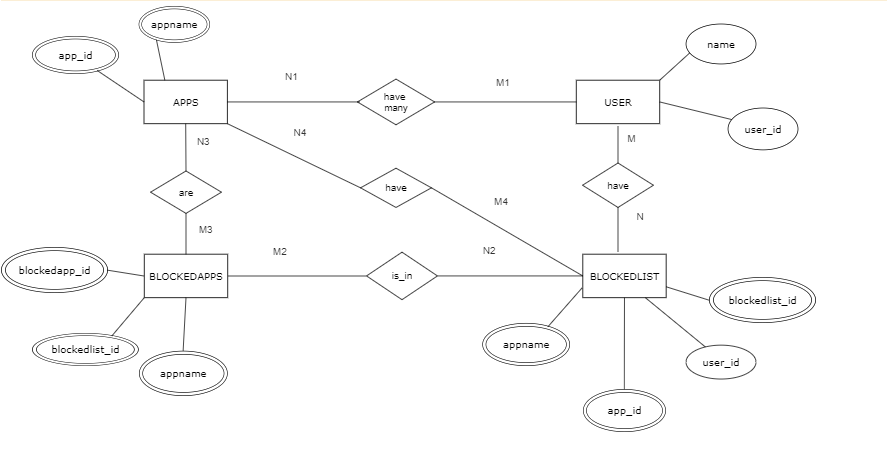 appname
name
app_id
N1
M1
APPS
have
many
USER
user_id
N3
N4
M
are
have
have
M4
N
M3
M2
N2
blockedapp_id
BLOCKEDAPPS
is_in
BLOCKEDLIST
blockedlist_id
blockedlist_id
appname
user_id
appname
app_id